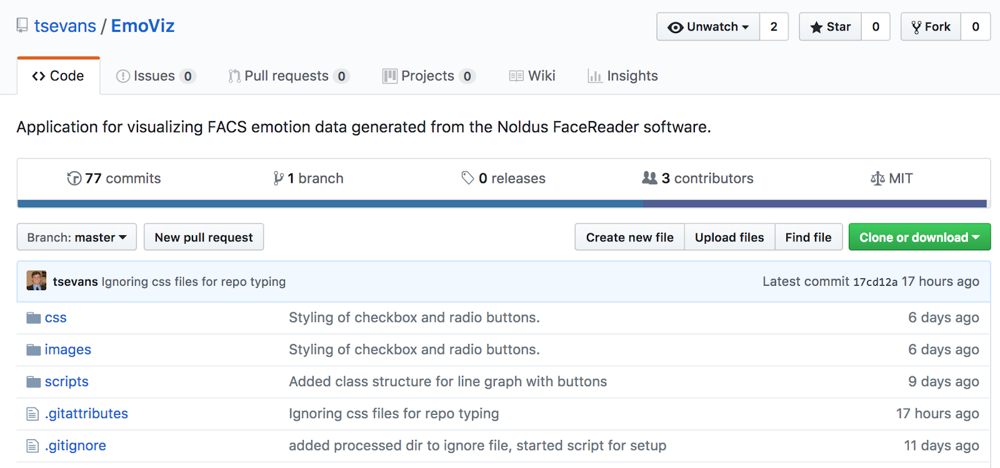 tsevans / EmoViz
Unwatch 2 Star 0 Fork 0
Code Issues 0 Pull requests 0 Projects 0 Wiki Insights
Application for visualizing FACS emotion data generated from the Noldus FaceReader software.
77 commits 1 branch 0 releases 3 contributors MIT
Branch: master New pull request Create new file Upload files Find file Clone or download
tsevans Ignoring css files for repo typing Latest commit 17cd12a 17 hours ago
css Styling of checkbox and radio buttons. 6 days ago
images Styling of checkbox and radio buttons. 6 days ago
scripts Added class structure for line graph with buttons 9 days ago
.gitattributes Ignoring css files for repo typing 17 hours ago
.gitignore added processed dir to ignore file, started script for setup 11 days ago